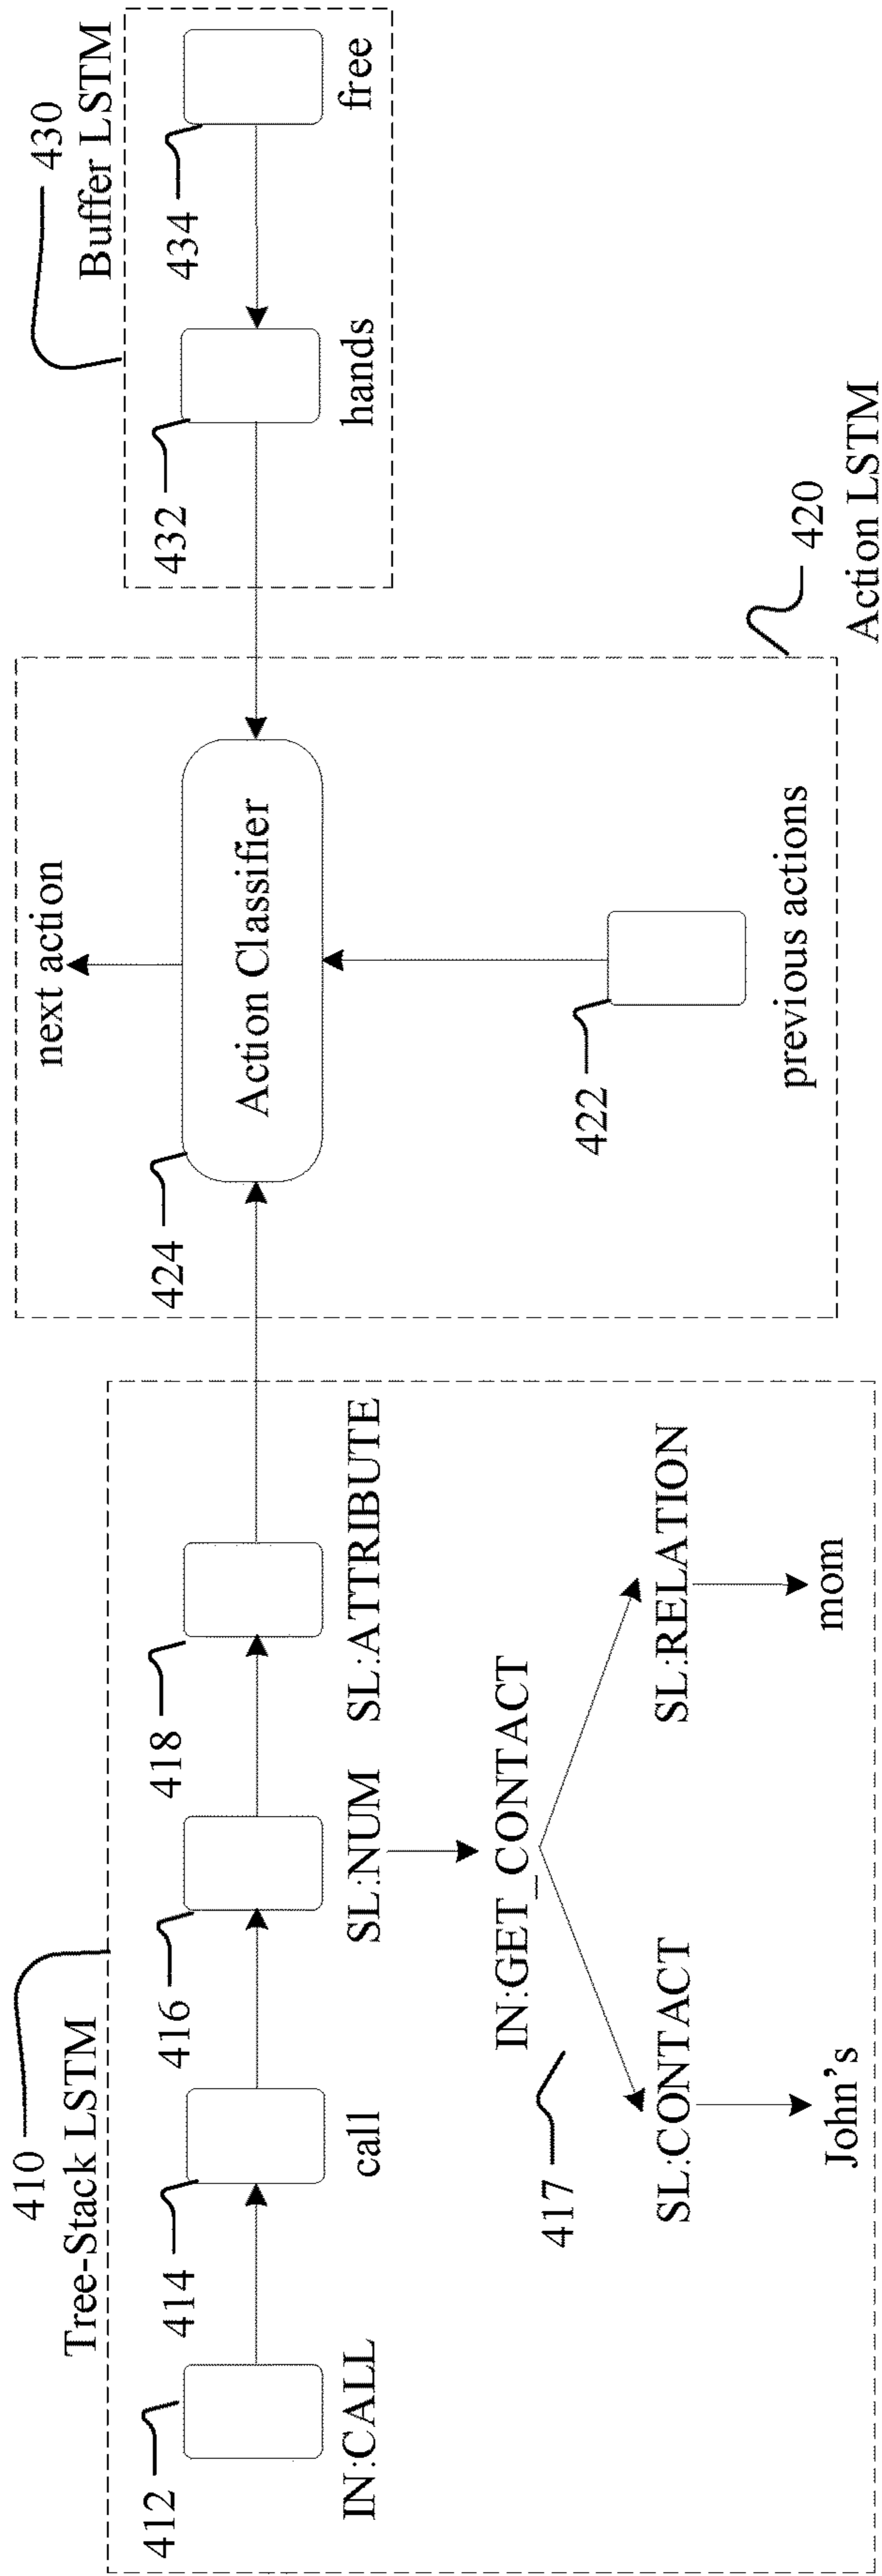 410
Tree-Stack LSTM
412
IN:CALL
414
call
416
SL:NUM
418
SL:ATTRIBUTE
417
IN:GET_CONTACT
SL:CONTACT
John's
SL:RELATION
mom
next action
424
Action Classifier
422
previous actions
420
Action LSTM
430
Buffer LSTM
432
hands
434
free